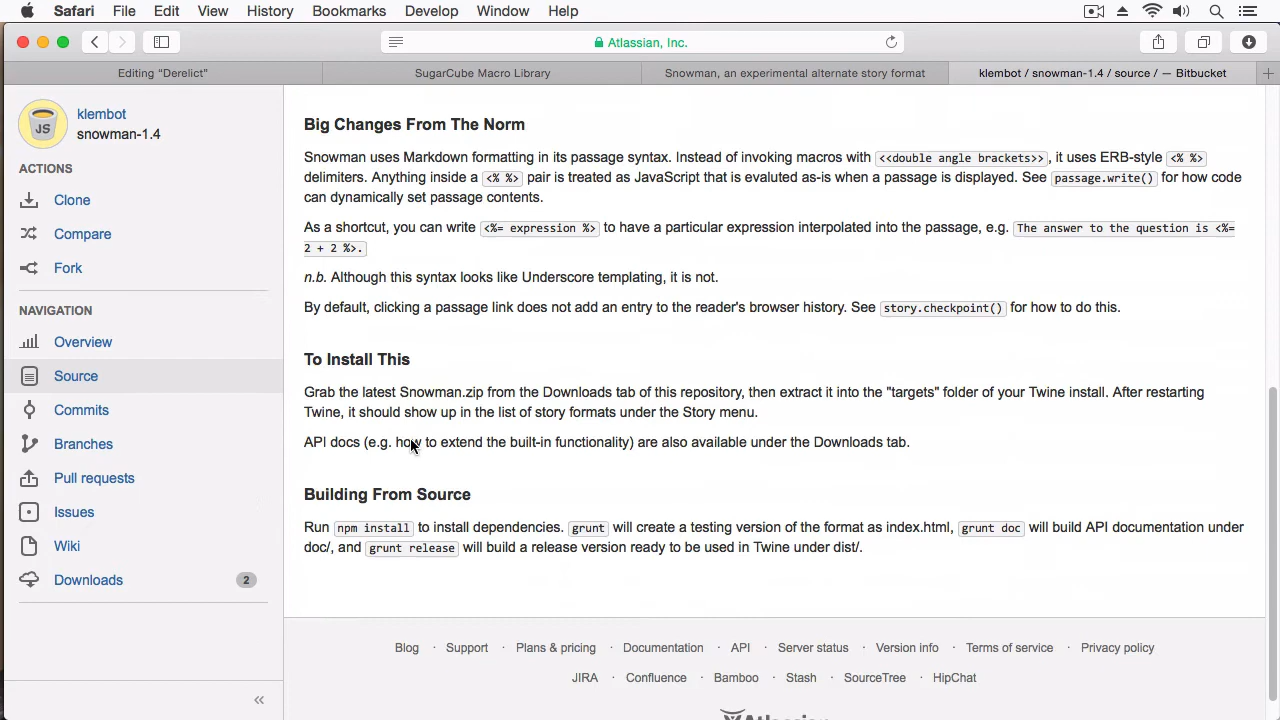 Safari File Edit View History Bookmarks Develop Window Help
Atlassian, Inc.
Editing “Derelict” SugarCube Macro Library Snowman, an experimental alternate story format klembot / snowman-1.4 / source / — Bitbucket
JS
klembot
snowman-1.4
ACTIONS
Clone
Compare
Fork
NAVIGATION
Overview
Source
Commits
Branches
Pull requests
Issues
Wiki
Downloads 2
«
Big Changes From The Norm
Snowman uses Markdown formatting in its passage syntax. Instead of invoking macros with <<double angle brackets>>, it uses ERB-style <% %>
delimiters. Anything inside a <% %> pair is treated as JavaScript that is evaluted as-is when a passage is displayed. See passage.write() for how code
can dynamically set passage contents.
As a shortcut, you can write <%= expression %> to have a particular expression interpolated into the passage, e.g. The answer to the question is <%=
2 + 2 %>.
n.b. Although this syntax looks like Underscore templating, it is not.
By default, clicking a passage link does not add an entry to the reader's browser history. See story.checkpoint() for how to do this.
To Install This
Grab the latest Snowman.zip from the Downloads tab of this repository, then extract it into the "targets" folder of your Twine install. After restarting
Twine, it should show up in the list of story formats under the Story menu.
API docs (e.g. how to extend the built-in functionality) are also available under the Downloads tab.
Building From Source
Run npm install to install dependencies. grunt will create a testing version of the format as index.html, grunt doc will build API documentation under
doc/, and grunt release will build a release version ready to be used in Twine under dist/.
Blog · Support · Plans & pricing · Documentation · API · Server status · Version info · Terms of service · Privacy policy
JIRA · Confluence · Bamboo · Stash · SourceTree · HipChat
Atlassian